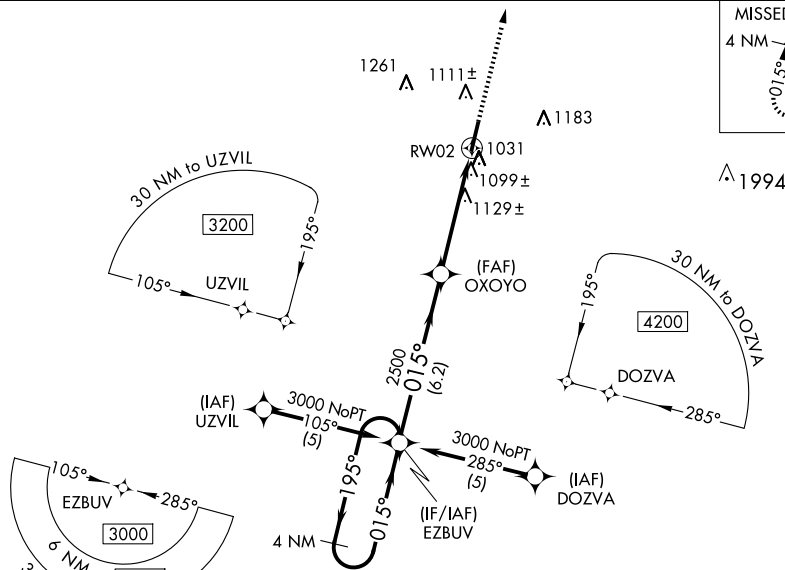 MISSED
4 NM
015°
1261
1111±
1183
RW02
1031
1099±
1129±
1994
30 NM to UZVIL
3200
195°
105°
UZVIL
(FAF)
OXOYO
30 NM to DOZVA
195°
4200
DOZVA
285°
2500
015°
(6.2)
(IAF)
UZVIL
3000 NoPT
105°
(5)
3000 NoPT
285°
(5)
(IAF)
DOZVA
195°
015°
(IF/IAF)
EZBUV
4 NM
105°
285°
EZBUV
3000
6 NM